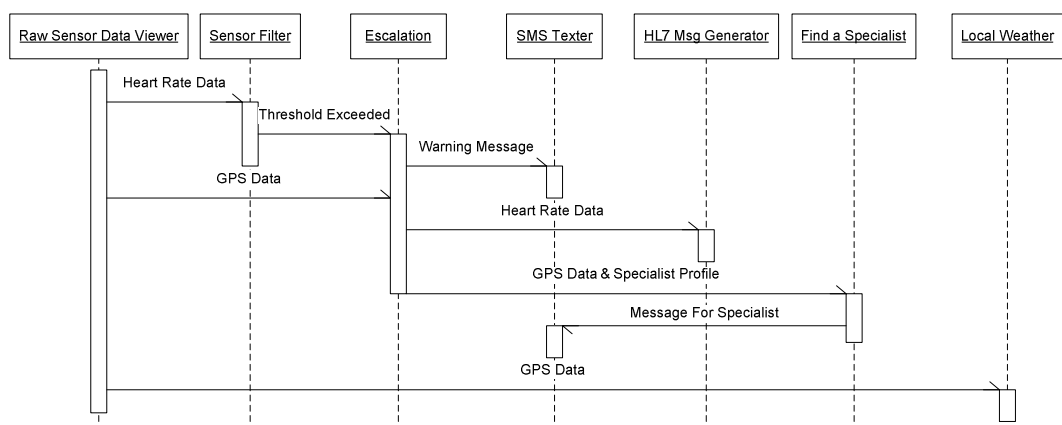 Raw Sensor Data Viewer
Sensor Filter
Escalation
SMS Texter
HL7 Msg Generator
Find a Specialist
Local Weather
Heart Rate Data
Threshold Exceeded
Warning Message
GPS Data
Heart Rate Data
GPS Data & Specialist Profile
Message For Specialist
GPS Data